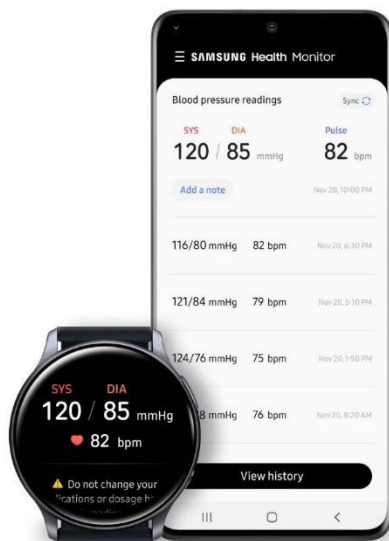 SAMSUNG Health Monitor
Blood pressure readings Sync
SYS DIA Pulse
120 / 85 mmHg 82 bpm
Add a note Nov 20, 10:00 PM
116/80 mmHg 82 bpm Nov 20, 6:30 PM
121/84 mmHg 79 bpm Nov 20, 5:10 PM
124/76 mmHg 75 bpm Nov 20, 1:50 PM
8 mmHg 76 bpm Nov 20, 8:20 AM
View history
SYS DIA
120 / 85 mmHg
82 bpm
Do not change your
or dosage